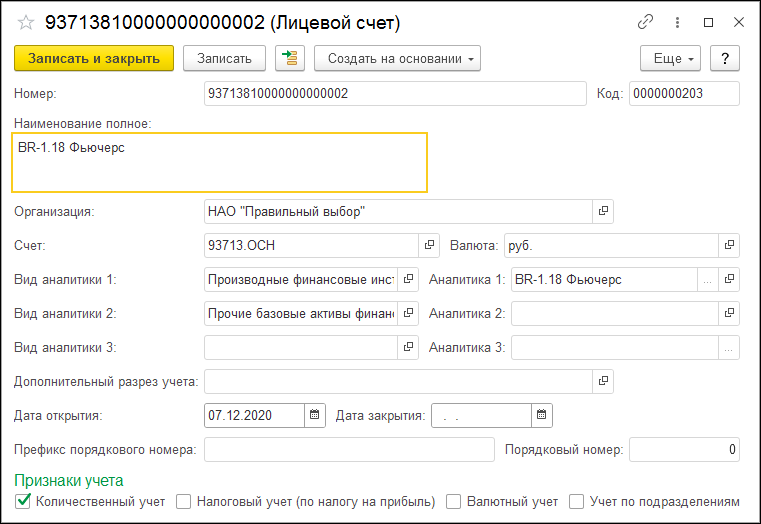 93713810000000000002 (Лицевой счет)
Записать и закрыть Записать Создать на основании Еще ?
Номер: 93713810000000000002 Код: 0000000203
Наименование полное:
BR-1.18 Фьючерс
Организация: НАО "Правильный выбор"
Счет: 93713.ОСН Валюта: руб.
Вид аналитики 1: Производные финансовые инст Аналитика 1: BR-1.18 Фьючерс ...
Вид аналитики 2: Прочие базовые активы финан Аналитика 2:
Вид аналитики 3: Аналитика 3: ...
Дополнительный разрез учета:
Дата открытия: 07.12.2020 Дата закрытия: . .
Префикс порядкового номера: Порядковый номер: 0
Признаки учета
Количественный учет Налоговый учет (по налогу на прибыль) Валютный учет Учет по подразделениям